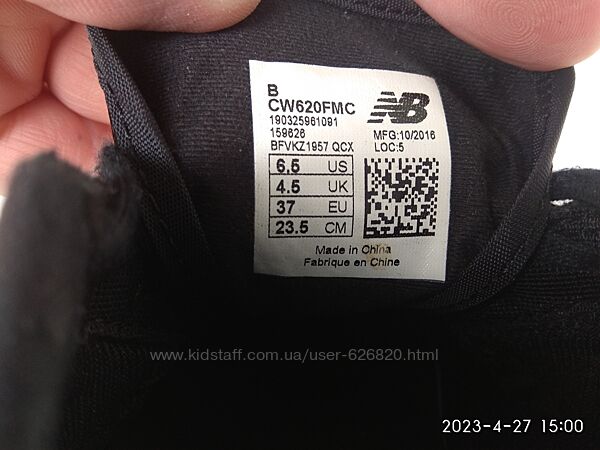 B
CW620FMC
190325961091
159626
BFVKZ1957 QCX
NB
MFG:10/2016
LOC:5
6.5 US
4.5 UK
37 EU
23.5 CM
Made in China
Fabrique en Chine
www.kidstaff.com.ua/user-626820.html
2023-4-27 15:00